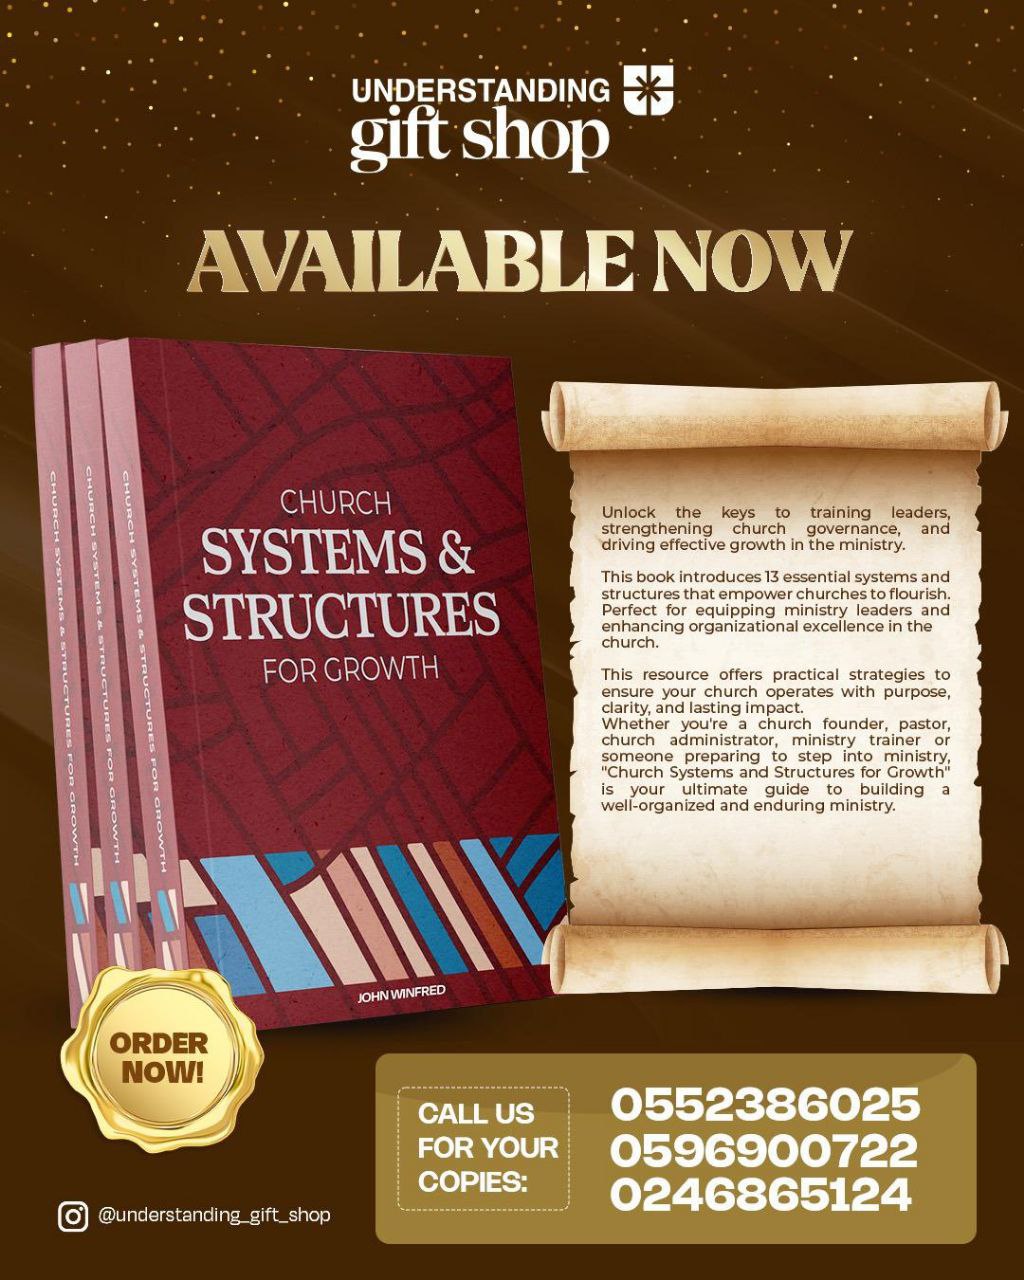 UNDERSTANDING
gift shop
AVAILABLE NOW
CHURCH SYSTEMS & STRUCTURES FOR GROWTH
CHURCH SYSTEMS & STRUCTURES FOR GROWTH
CHURCH SYSTEMS & STRUCTURES FOR GROWTH
CHURCH
SYSTEMS &
STRUCTURES
FOR GROWTH
JOHN WINFRED
Unlock the keys to training leaders,
strengthening church governance, and
driving effective growth in the ministry.
This book introduces 13 essential systems and
structures that empower churches to flourish.
Perfect for equipping ministry leaders and
enhancing organizational excellence in the
church.
This resource offers practical strategies to
ensure your church operates with purpose,
clarity, and lasting impact.
Whether you're a church founder, pastor,
church administrator, ministry trainer or
someone preparing to step into ministry,
"Church Systems and Structures for Growth"
is your ultimate guide to building a
well-organized and enduring ministry.
ORDER
NOW!
CALL US
FOR YOUR
COPIES:
0552386025
0596900722
0246865124
@understanding_gift_shop